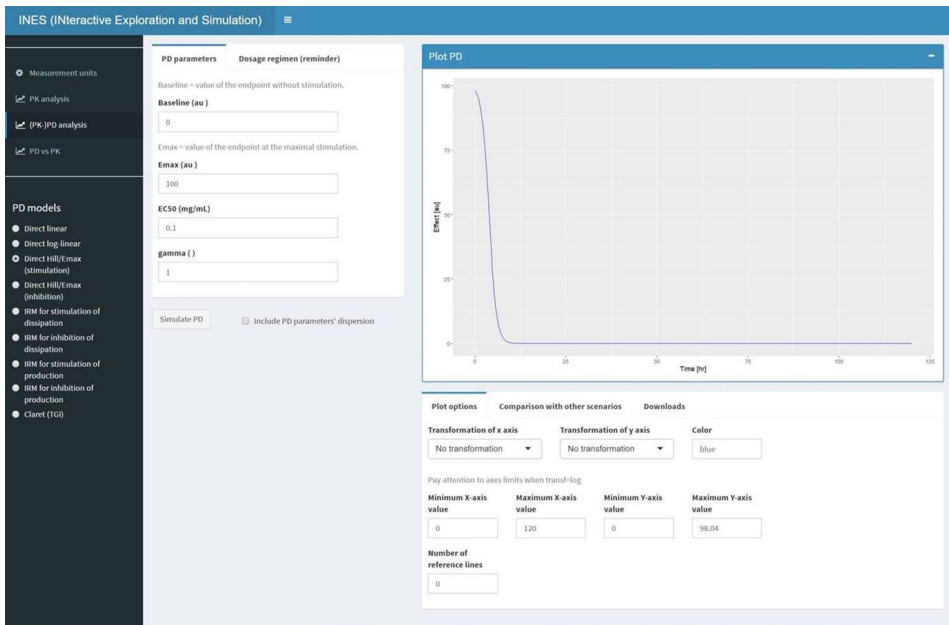 INES (INteractive Exploration and Simulation)
Measurement units
PK analysis
(PK-)PD analysis
PD vs PK
PD models
Direct linear
Direct log-linear
Direct Hill/Emax
(stimulation)
Direct Hill/Emax
(inhibition)
IRM for stimulation of
dissipation
IRM for inhibition of
dissipation
IRM for stimulation of
production
IRM for inhibition of
production
Claret (TGI)
PD parameters Dosage regimen (reminder)
Baseline = value of the endpoint without stimulation.
Baseline (au )
0
Emax = value of the endpoint at the maximal stimulation.
Emax (au )
100
EC50 (mg/mL)
0.1
gamma ( )
1
Simulate PD Include PD parameters' dispersion
Plot PD
100
75
50
25
0
Effect [au]
0 25 50 75 100 125
Time [hr]
Plot options Comparison with other scenarios Downloads
Transformation of x axis Transformation of y axis Color
No transformation No transformation blue
Pay attention to axes limits when transf=log
Minimum X-axis value Maximum X-axis value Minimum Y-axis value Maximum Y-axis value
0 120 0 98.04
Number of
reference lines
0